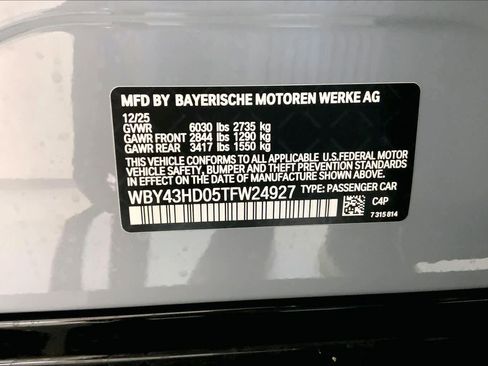 MFD BY BAYERISCHE MOTOREN WERKE AG
12/25
GVWR 6030 lbs 2735 kg
GAWR FRONT 2844 lbs 1290 kg
GAWR REAR 3417 lbs 1550 kg
THIS VEHICLE CONFORMS TO ALL APPLICABLE U.S.FEDERAL MOTOR
VEHICLE SAFETY, BUMPER, AND THEFT PREVENTION STANDARDS IN
EFFECT ON THE DATE OF MANUFACTURE SHOWN ABOVE.
WBY43HD05TFW24927 TYPE: PASSENGER CAR
C4P
7 315 814